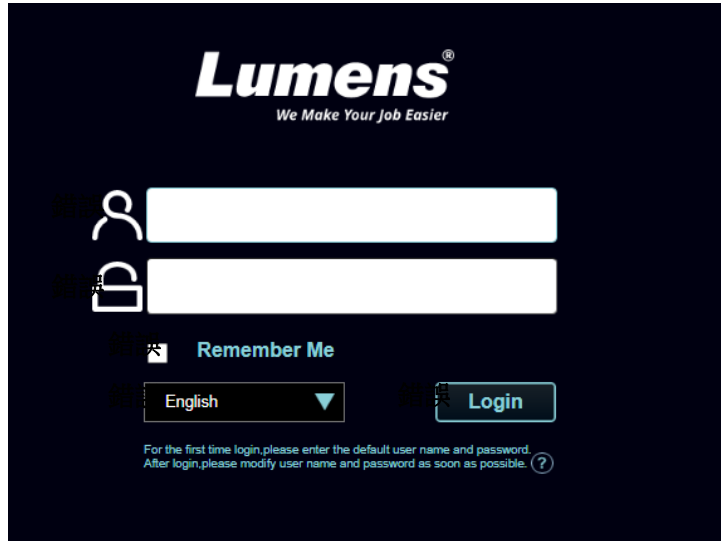 Lumens®
We Make Your Job Easier
Remember Me
English
Login
For the first time login,please enter the default user name and password.
After login,please modify user name and password as soon as possible. ?